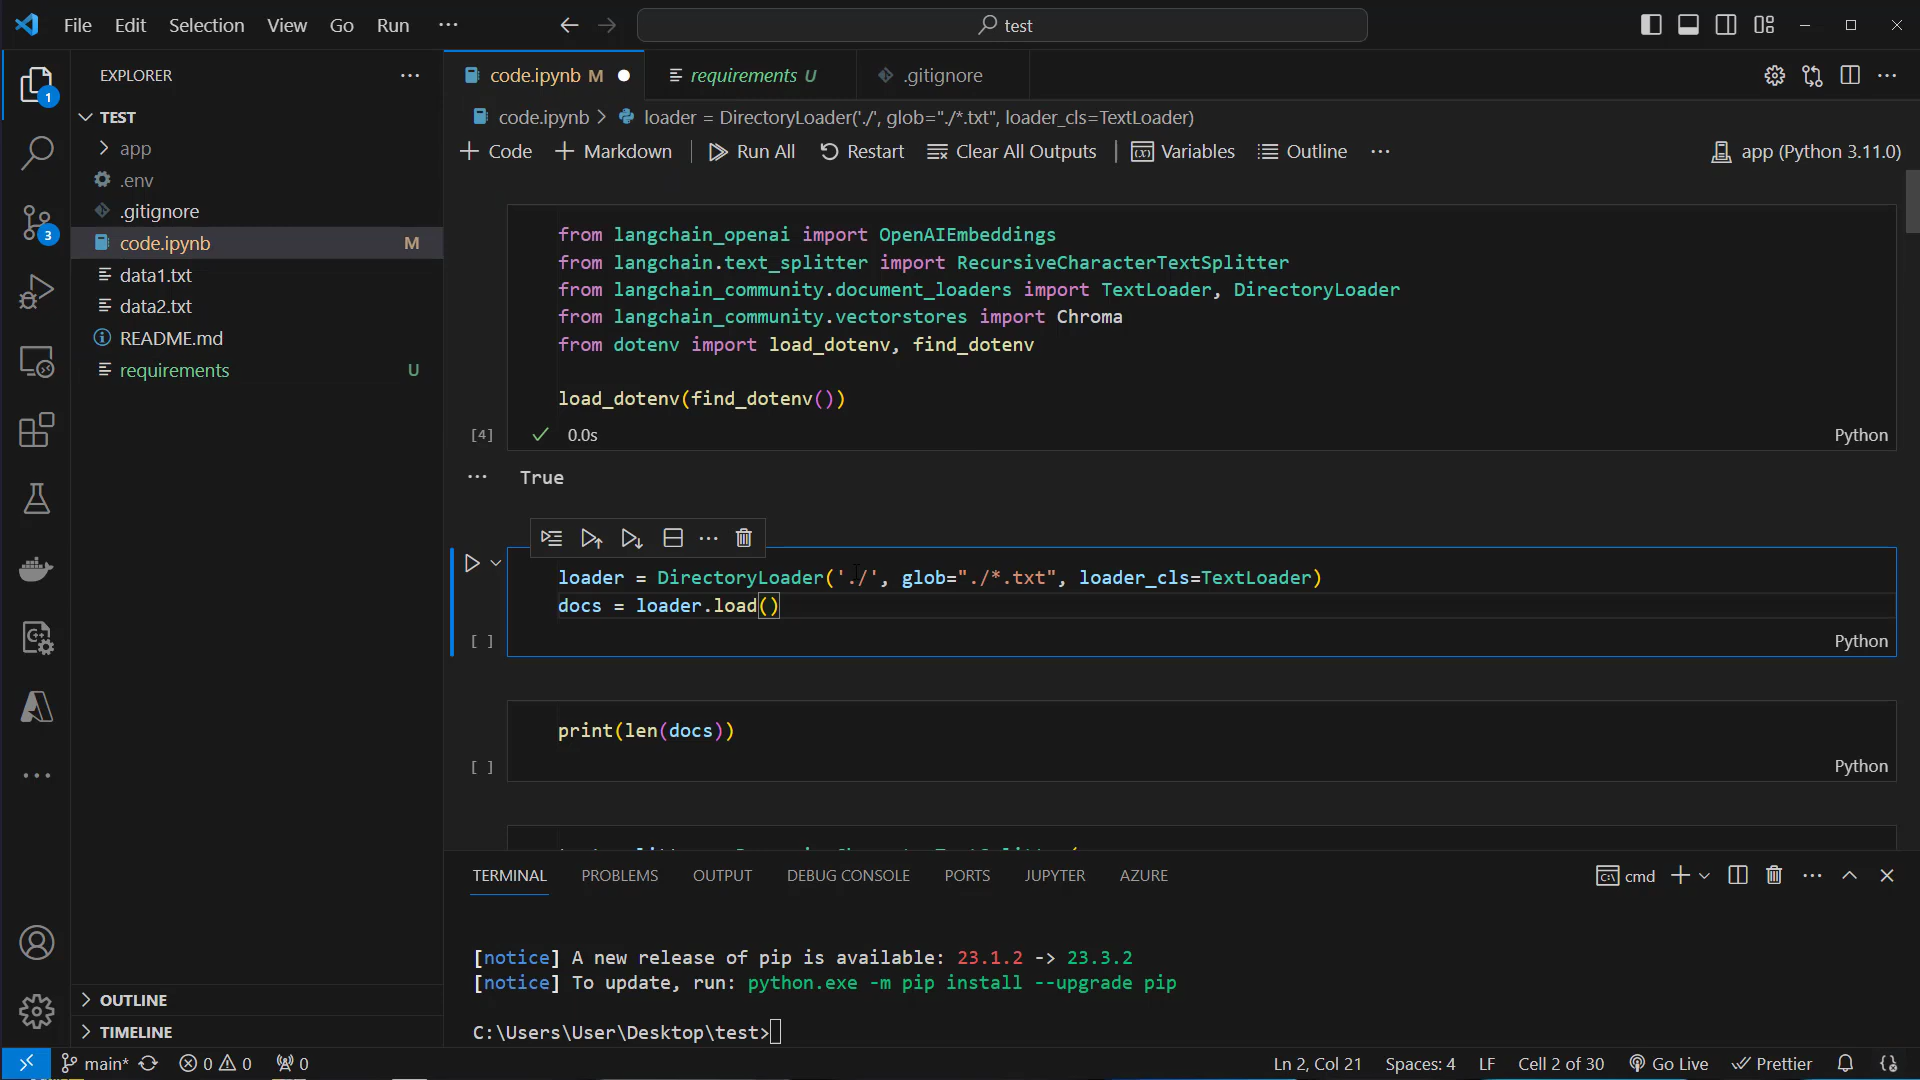 File Edit Selection View Go Run ···
test
EXPLORER
TEST
app
.env
.gitignore
code.ipynb M
data1.txt
data2.txt
README.md
requirements U
OUTLINE
TIMELINE
1
3
code.ipynb M
requirements U
.gitignore
code.ipynb > loader = DirectoryLoader('./', glob="./*.txt", loader_cls=TextLoader)
Code Markdown Run All Restart Clear All Outputs Variables Outline ···
app (Python 3.11.0)
from langchain_openai import OpenAIEmbeddings
from langchain.text_splitter import RecursiveCharacterTextSplitter
from langchain_community.document_loaders import TextLoader, DirectoryLoader
from langchain_community.vectorstores import Chroma
from dotenv import load_dotenv, find_dotenv
load_dotenv(find_dotenv())
[4] 0.0s Python
True
loader = DirectoryLoader('./', glob="./*.txt", loader_cls=TextLoader)
docs = loader.load()
[ ] Python
print(len(docs))
[ ] Python
TERMINAL PROBLEMS OUTPUT DEBUG CONSOLE PORTS JUPYTER AZURE
cmd
[notice] A new release of pip is available: 23.1.2 -> 23.3.2
[notice] To update, run: python.exe -m pip install --upgrade pip
C:\Users\User\Desktop\test>
main* 0 0 0
Ln 2, Col 21 Spaces: 4 LF Cell 2 of 30 Go Live Prettier